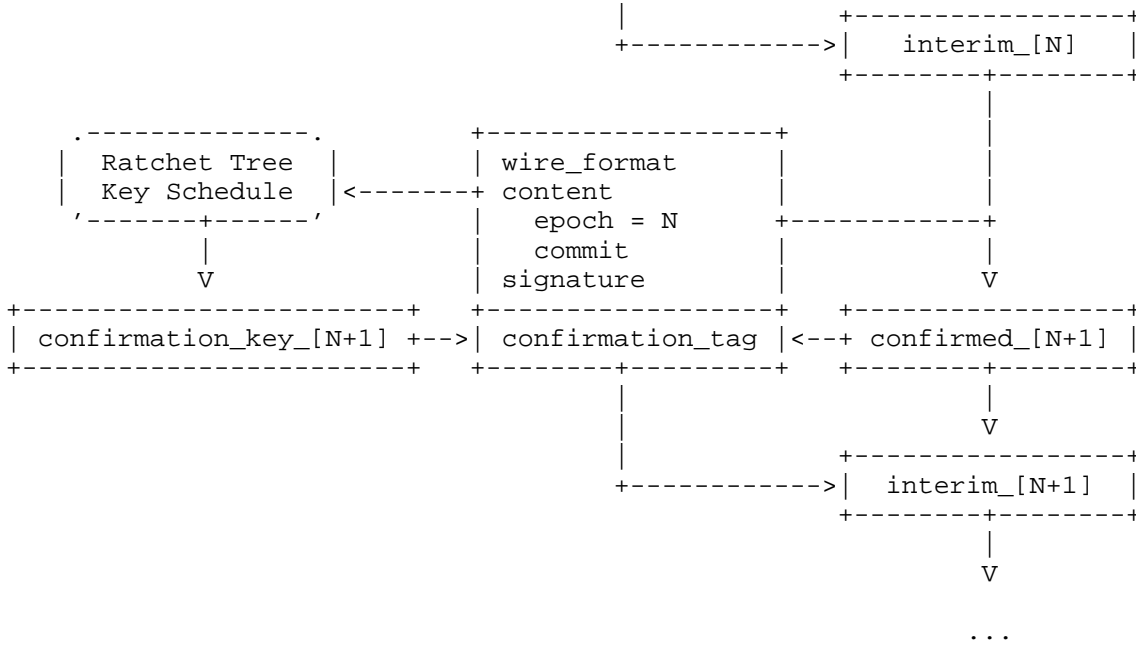 interim_[N]
Ratchet Tree
Key Schedule
wire_format
content
epoch = N
commit
signature
V
V
confirmation_key_[N+1]
confirmation_tag
confirmed_[N+1]
V
interim_[N+1]
V
...